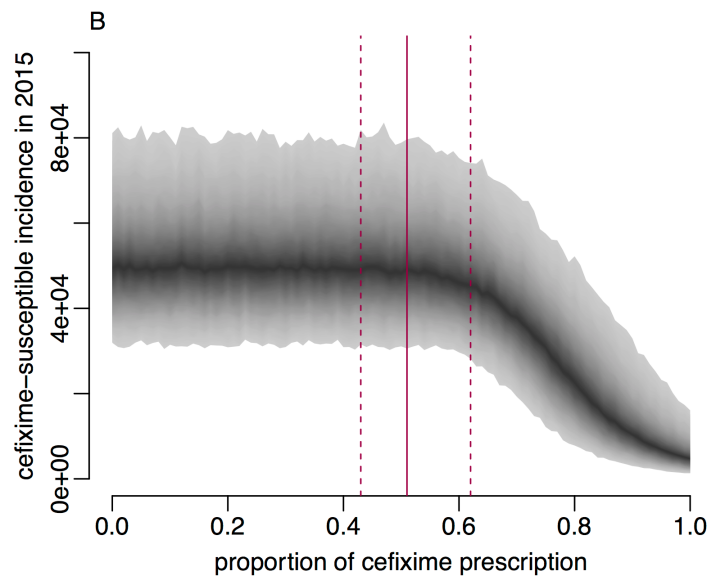 B
cefixime−susceptible incidence in 2015
8e+04
4e+04
0e+00
0.0 0.2 0.4 0.6 0.8 1.0
proportion of cefixime prescription